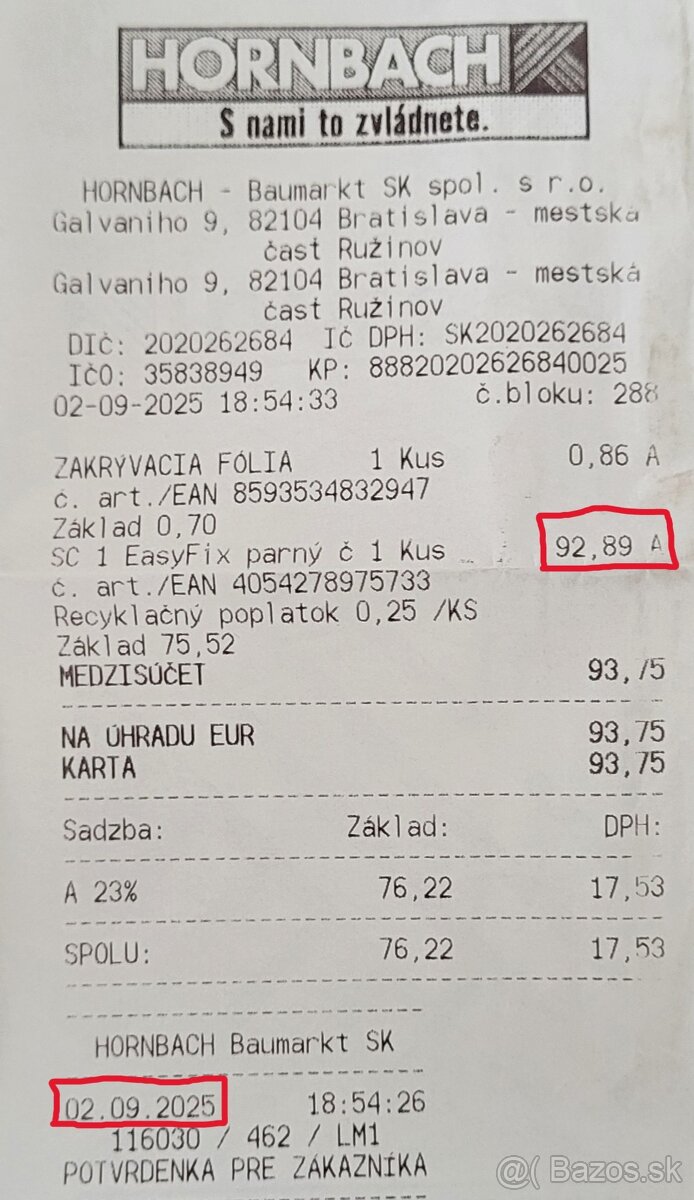 HORNBACH
S nami to zvládnete.
HORNBACH - Baumarkt SK spol. s r.o.
Galvaniho 9, 82104 Bratislava - mestská
časť Ružinov
Galvaniho 9, 82104 Bratislava - mestská
časť Ružinov
DIČ: 2020262684 IČ DPH: SK2020262684
IČO: 35838949 KP: 88820202626840025
02-09-2025 18:54:33 č.bloku: 288
ZAKRÝVACIA FÓLIA 1 Kus 0,86 A
č. art./EAN 8593534832947
Základ 0,70
SC 1 EasyFix parný č 1 Kus 92,89 A
č. art./EAN 4054278975733
Recyklačný poplatok 0,25 /KS
Základ 75,52
MEDZISÚČET 93,75
NA ÚHRADU EUR 93,75
KARTA 93,75
Sadzba: Základ: DPH:
A 23% 76,22 17,53
SPOLU: 76,22 17,53
HORNBACH Baumarkt SK
02.09.2025 18:54:26
116030 / 462 / LM1
POTVRDENKA PRE ZÁKAZNÍKA
@( Bazos.sk